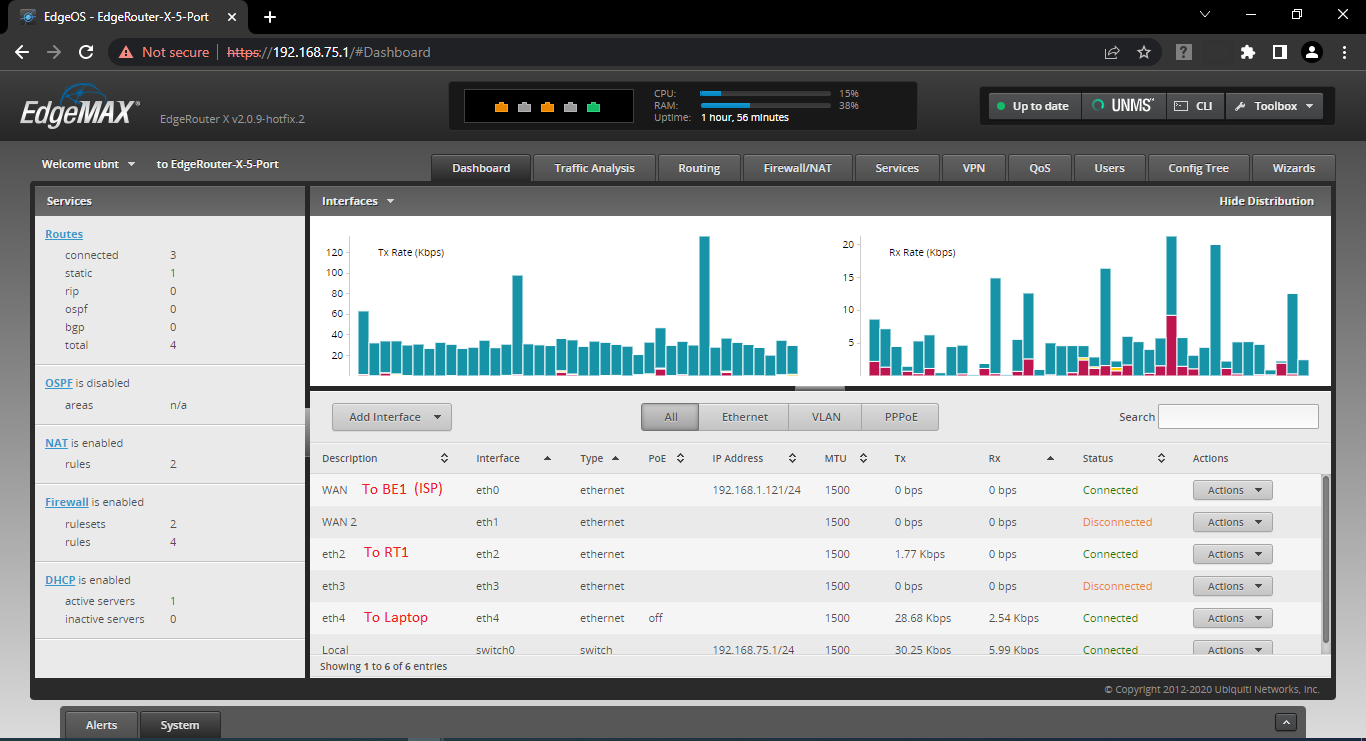 EdgeOS - EdgeRouter-X-5-Port
Not secure | https://192.168.75.1/#Dashboard
EdgeMAX® EdgeRouter X v2.0.9-hotfix.2
CPU: 15%
RAM: 38%
Uptime: 1 hour, 56 minutes
Up to date UNMS™ CLI Toolbox
Welcome ubnt to EdgeRouter-X-5-Port
Dashboard Traffic Analysis Routing Firewall/NAT Services VPN QoS Users Config Tree Wizards
Services
Routes
connected 3
static 1
rip 0
ospf 0
bgp 0
total 4
OSPF is disabled
areas n/a
NAT is enabled
rules 2
Firewall is enabled
rulesets 2
rules 4
DHCP is enabled
active servers 1
inactive servers 0
Interfaces Hide Distribution
Tx Rate (Kbps)
120
100
80
60
40
20
Rx Rate (Kbps)
20
15
10
5
Add Interface All Ethernet VLAN PPPoE Search
Description Interface Type PoE IP Address MTU Tx Rx Status Actions
WAN To BE1 (ISP) eth0 ethernet 192.168.1.121/24 1500 0 bps 0 bps Connected Actions
WAN 2 eth1 ethernet 1500 0 bps 0 bps Disconnected Actions
eth2 To RT1 eth2 ethernet 1500 1.77 Kbps 0 bps Connected Actions
eth3 eth3 ethernet 1500 0 bps 0 bps Disconnected Actions
eth4 To Laptop eth4 ethernet off 1500 28.68 Kbps 2.54 Kbps Connected Actions
Local switch0 switch 192.168.75.1/24 1500 30.25 Kbps 5.99 Kbps Connected Actions
Showing 1 to 6 of 6 entries
© Copyright 2012-2020 Ubiquiti Networks, Inc.
Alerts System